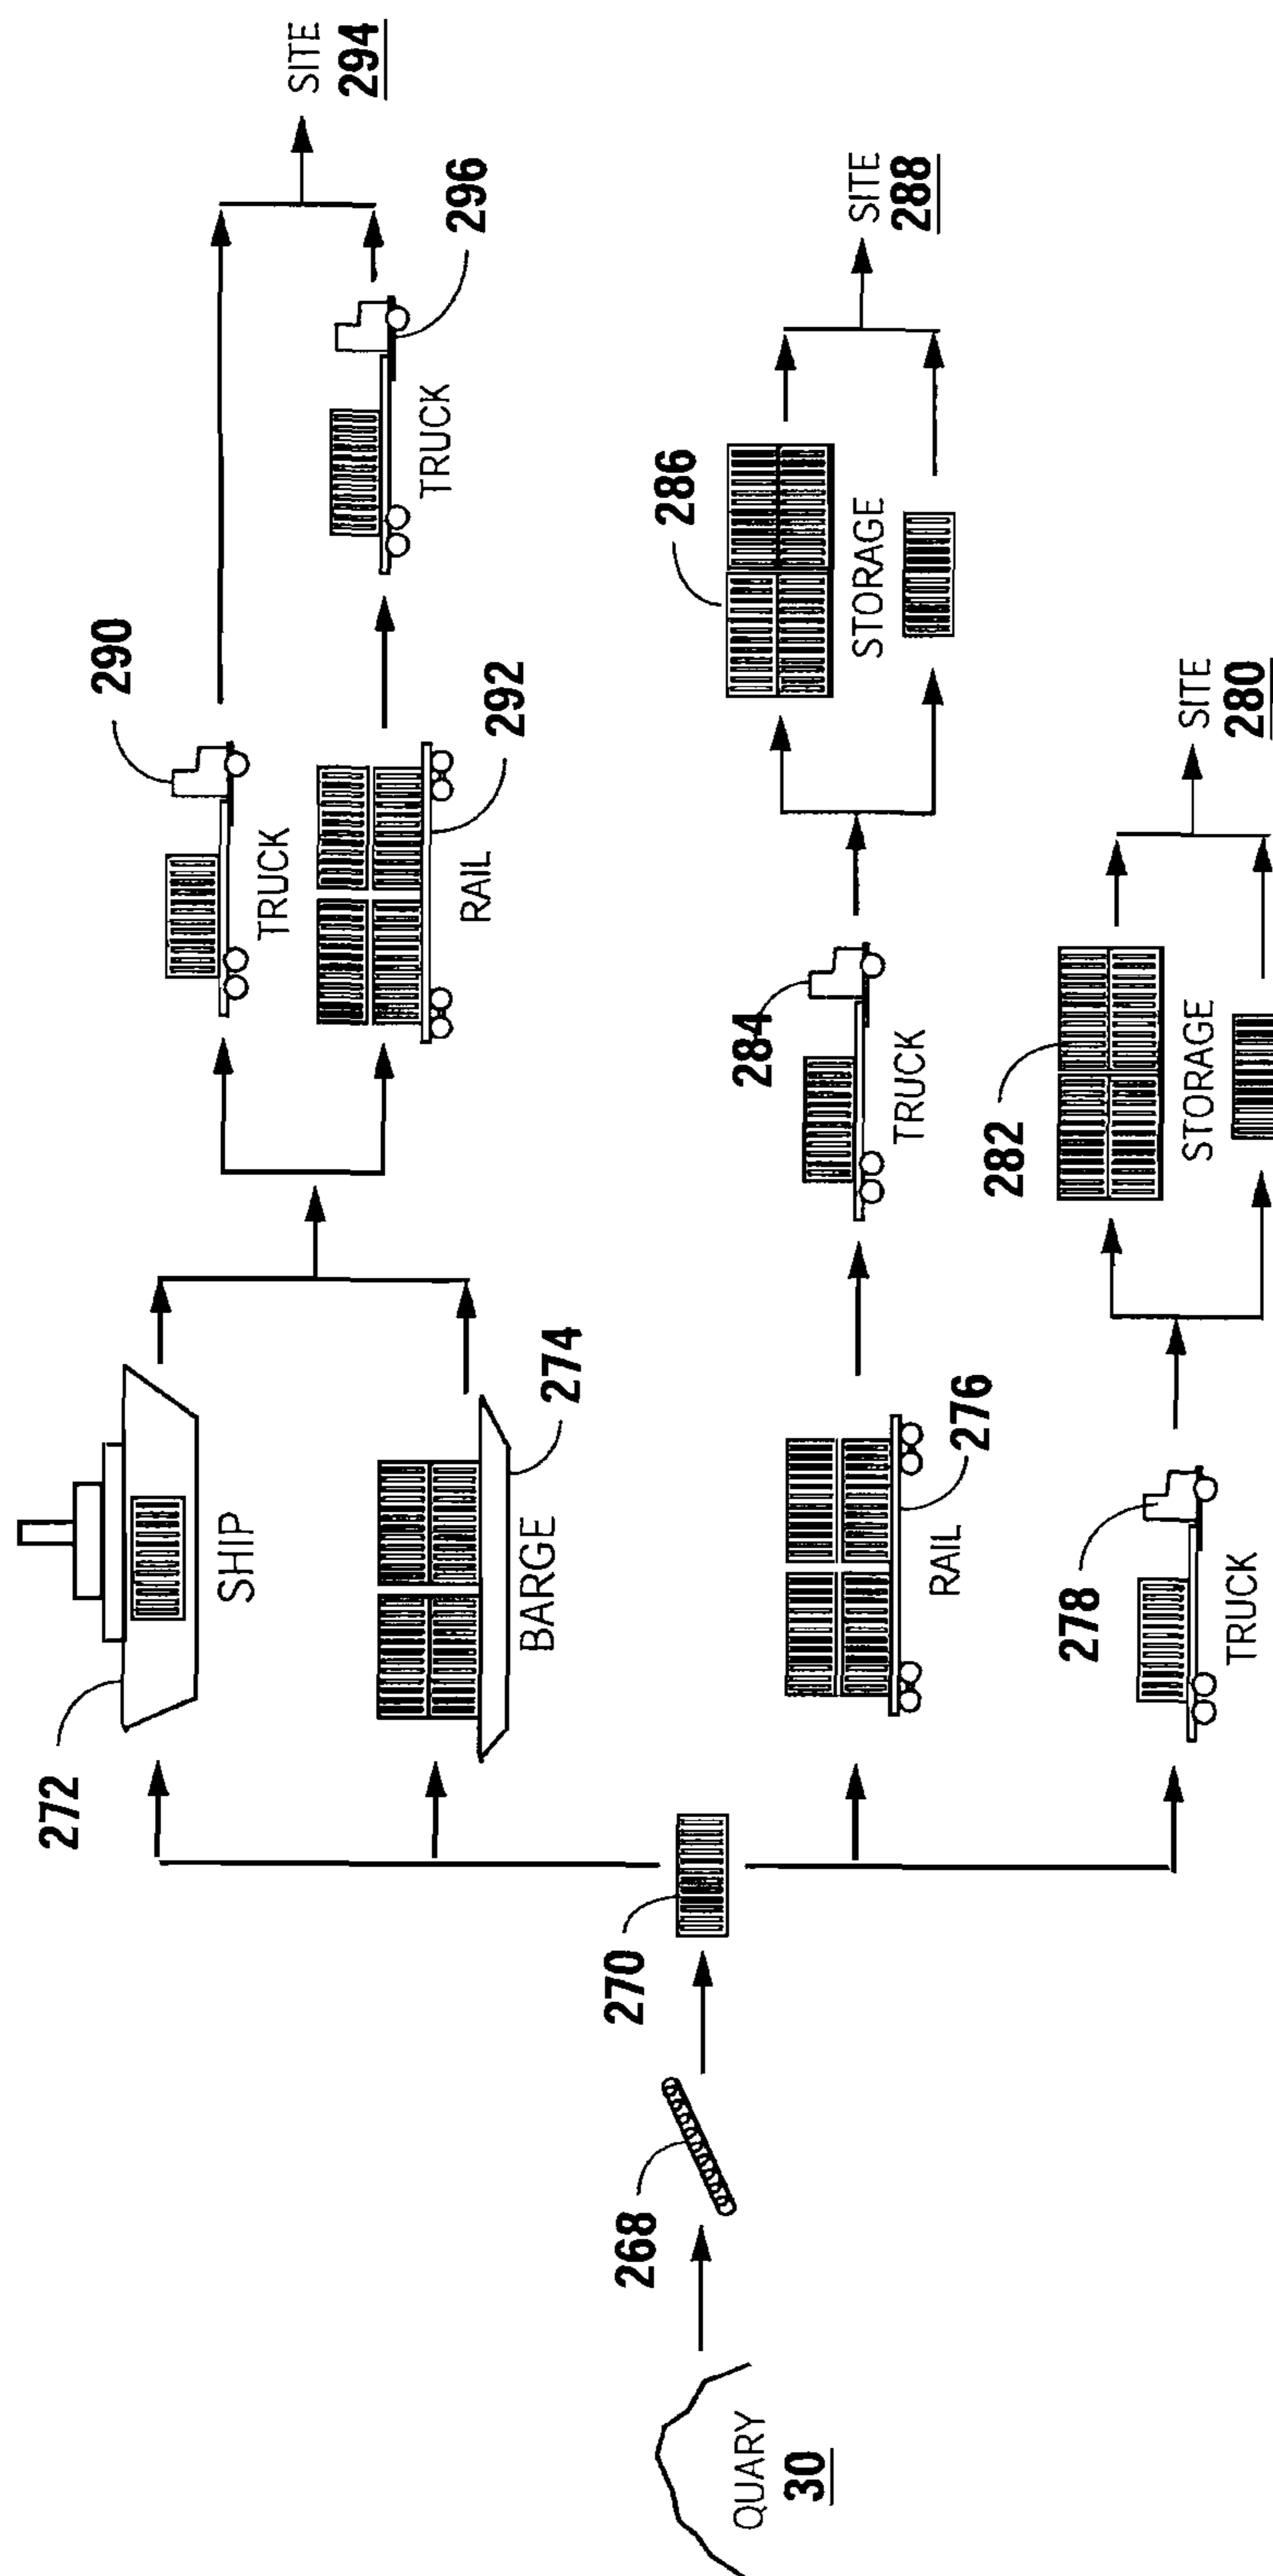 SITE
294
290
296
TRUCK
TRUCK
292
RAIL
272
SHIP
274
BARGE
286
SITE
288
STORAGE
284
TRUCK
276
RAIL
270
268
QUARY
30
282
SITE
280
STORAGE
278
TRUCK